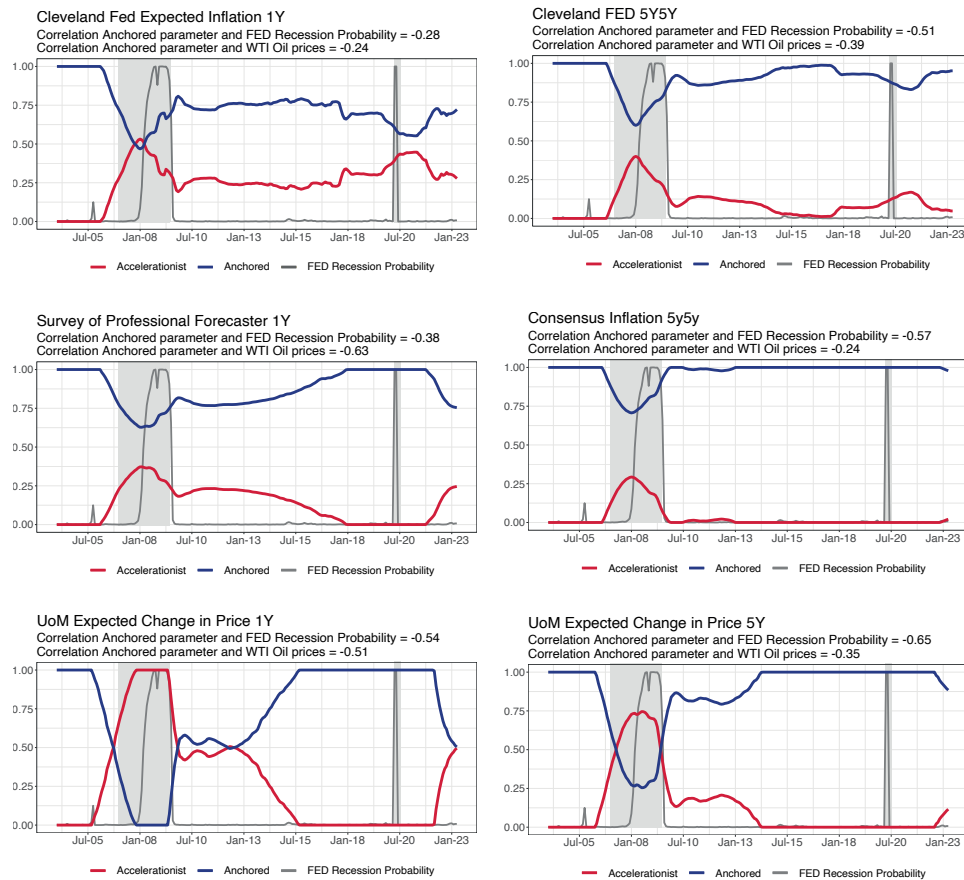 Cleveland Fed Expected Inflation 1Y
Correlation Anchored parameter and FED Recession Probability = -0.28
Correlation Anchored parameter and WTI Oil prices = -0.24
1.00
0.75
0.50
0.25
0.00
Jul-05 Jan-08 Jul-10 Jan-13 Jul-15 Jan-18 Jul-20 Jan-23
Accelerationist Anchored FED Recession Probability
Cleveland FED 5Y5Y
Correlation Anchored parameter and FED Recession Probability = -0.51
Correlation Anchored parameter and WTI Oil prices = -0.39
1.00
0.75
0.50
0.25
0.00
Jul-05 Jan-08 Jul-10 Jan-13 Jul-15 Jan-18 Jul-20 Jan-23
Accelerationist Anchored FED Recession Probability
Survey of Professional Forecaster 1Y
Correlation Anchored parameter and FED Recession Probability = -0.38
Correlation Anchored parameter and WTI Oil prices = -0.63
1.00
0.75
0.50
0.25
0.00
Jul-05 Jan-08 Jul-10 Jan-13 Jul-15 Jan-18 Jul-20 Jan-23
Accelerationist Anchored FED Recession Probability
Consensus Inflation 5y5y
Correlation Anchored parameter and FED Recession Probability = -0.57
Correlation Anchored parameter and WTI Oil prices = -0.24
1.00
0.75
0.50
0.25
0.00
Jul-05 Jan-08 Jul-10 Jan-13 Jul-15 Jan-18 Jul-20 Jan-23
Accelerationist Anchored FED Recession Probability
UoM Expected Change in Price 1Y
Correlation Anchored parameter and FED Recession Probability = -0.54
Correlation Anchored parameter and WTI Oil prices = -0.51
1.00
0.75
0.50
0.25
0.00
Jul-05 Jan-08 Jul-10 Jan-13 Jul-15 Jan-18 Jul-20 Jan-23
Accelerationist Anchored FED Recession Probability
UoM Expected Change in Price 5Y
Correlation Anchored parameter and FED Recession Probability = -0.65
Correlation Anchored parameter and WTI Oil prices = -0.35
1.00
0.75
0.50
0.25
0.00
Jul-05 Jan-08 Jul-10 Jan-13 Jul-15 Jan-18 Jul-20 Jan-23
Accelerationist Anchored FED Recession Probability